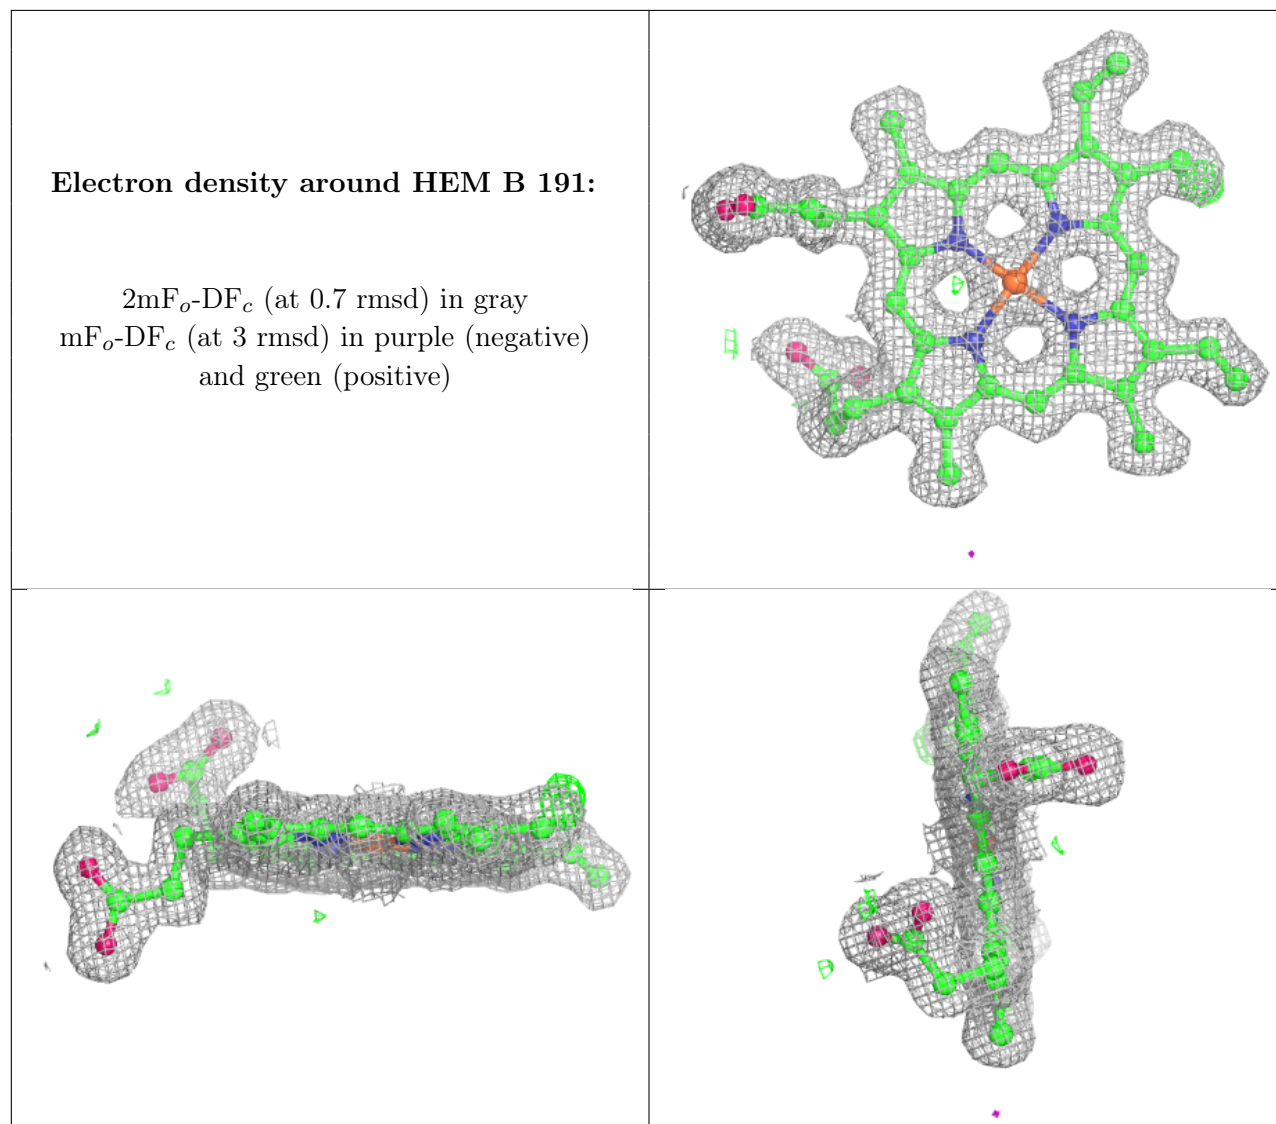 Electron density around HEM B 191:
2mFₒ-DF𝒸 (at 0.7 rmsd) in gray
mFₒ-DF𝒸 (at 3 rmsd) in purple (negative)
and green (positive)